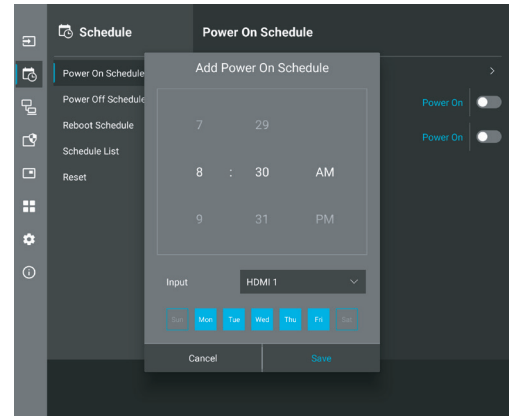 Schedule
Power On Schedule
Power On Schedule
Power Off Schedule
Reboot Schedule
Schedule List
Reset
Power On
Power On
Add Power On Schedule
7 29
8 : 30 AM
9 31 PM
Input HDMI 1
Sun Mon Tue Wed Thu Fri Sat
Cancel Save